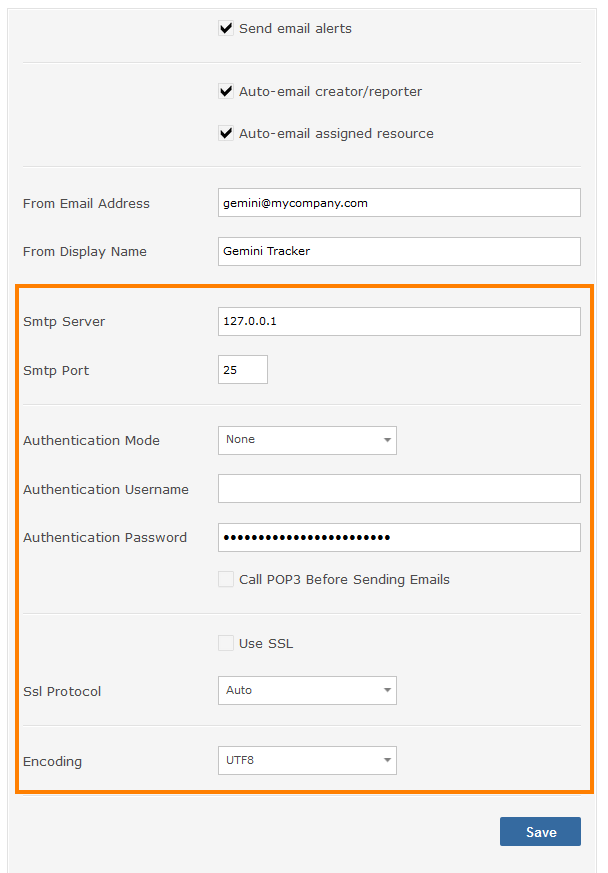 Send email alerts
Auto-email creator/reporter
Auto-email assigned resource
From Email Address gemini@mycompany.com
From Display Name Gemini Tracker
Smtp Server 127.0.0.1
Smtp Port 25
Authentication Mode None
Authentication Username
Authentication Password ••••••••••••••••••••••••
Call POP3 Before Sending Emails
Use SSL
Ssl Protocol Auto
Encoding UTF8
Save